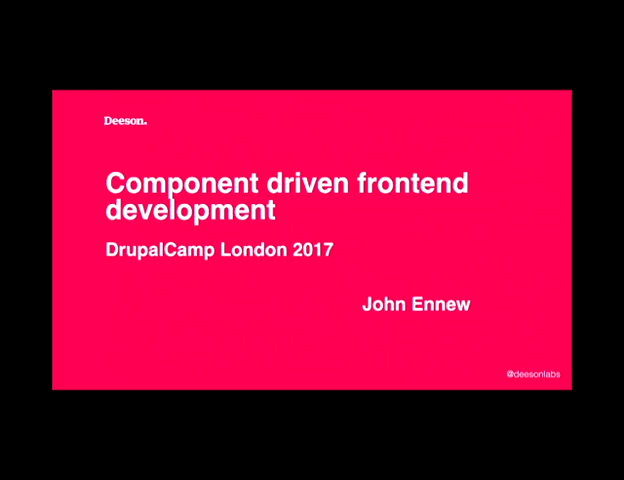 Deeson.
Component driven frontend
development
DrupalCamp London 2017
John Ennew
@deesonlabs